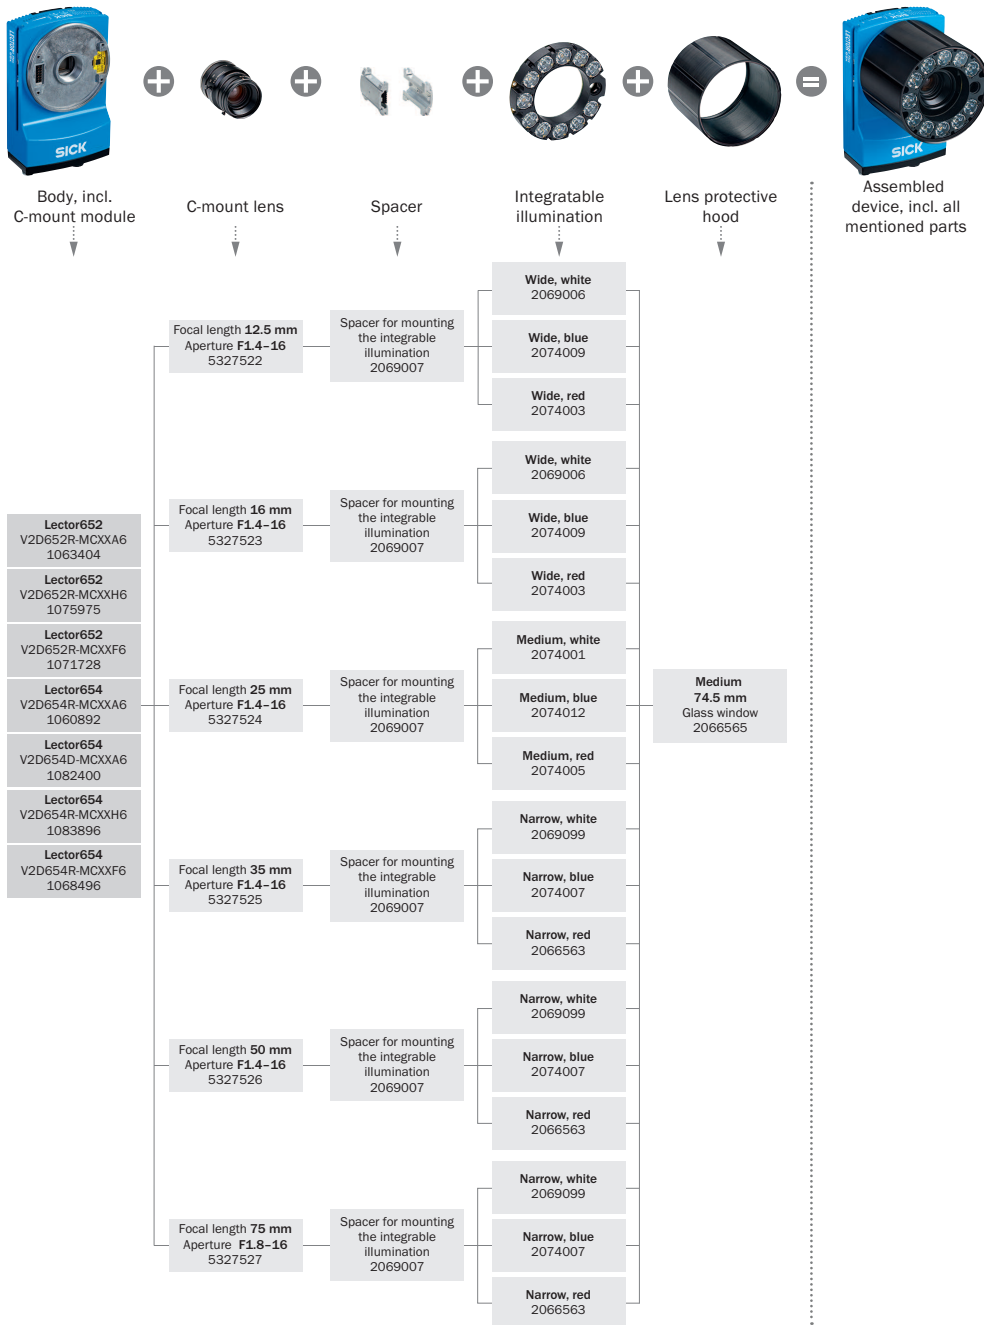 SICK
SICK
Body, incl.
C-mount module
C-mount lens
Spacer
Integratable
illumination
Lens protective
hood
Assembled
device, incl. all
mentioned parts
Lector652
V2D652R-MCXXA6
1063404
Lector652
V2D652R-MCXXH6
1075975
Lector652
V2D652R-MCXXF6
1071728
Lector654
V2D654R-MCXXA6
1060892
Lector654
V2D654D-MCXXA6
1082400
Lector654
V2D654R-MCXXH6
1083896
Lector654
V2D654R-MCXXF6
1068496
Focal length 12.5 mm
Aperture F1.4–16
5327522
Spacer for mounting
the integrable
illumination
2069007
Wide, white
2069006
Wide, blue
2074009
Wide, red
2074003
Focal length 16 mm
Aperture F1.4–16
5327523
Spacer for mounting
the integrable
illumination
2069007
Wide, white
2069006
Wide, blue
2074009
Wide, red
2074003
Focal length 25 mm
Aperture F1.4–16
5327524
Spacer for mounting
the integrable
illumination
2069007
Medium, white
2074001
Medium, blue
2074012
Medium, red
2074005
Focal length 35 mm
Aperture F1.4–16
5327525
Spacer for mounting
the integrable
illumination
2069007
Narrow, white
2069099
Narrow, blue
2074007
Narrow, red
2066563
Focal length 50 mm
Aperture F1.4–16
5327526
Spacer for mounting
the integrable
illumination
2069007
Narrow, white
2069099
Narrow, blue
2074007
Narrow, red
2066563
Focal length 75 mm
Aperture F1.8–16
5327527
Spacer for mounting
the integrable
illumination
2069007
Narrow, white
2069099
Narrow, blue
2074007
Narrow, red
2066563
Medium
74.5 mm
Glass window
2066565